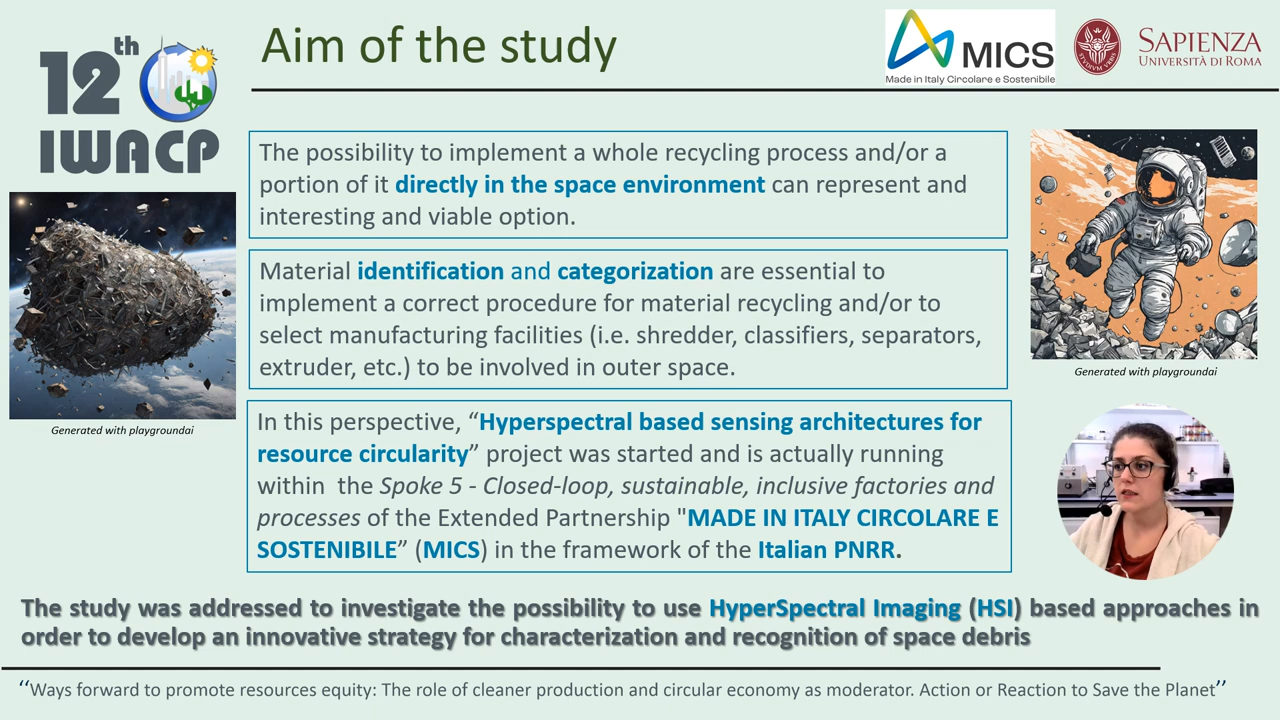 12th
IWACP
Aim of the study
MICS
Made in Italy Circolare e Sostenibile
SAPIENZA
UNIVERSITÀ DI ROMA
The possibility to implement a whole recycling process and/or a
portion of it directly in the space environment can represent and
interesting and viable option.
Material identification and categorization are essential to
implement a correct procedure for material recycling and/or to
select manufacturing facilities (i.e. shredder, classifiers, separators,
extruder, etc.) to be involved in outer space.
In this perspective, “Hyperspectral based sensing architectures for
resource circularity” project was started and is actually running
within the Spoke 5 - Closed-loop, sustainable, inclusive factories and
processes of the Extended Partnership "MADE IN ITALY CIRCOLARE E
SOSTENIBILE” (MICS) in the framework of the Italian PNRR.
Generated with playgroundai
Generated with playgroundai
The study was addressed to investigate the possibility to use HyperSpectral Imaging (HSI) based approaches in
order to develop an innovative strategy for characterization and recognition of space debris
“Ways forward to promote resources equity: The role of cleaner production and circular economy as moderator. Action or Reaction to Save the Planet”